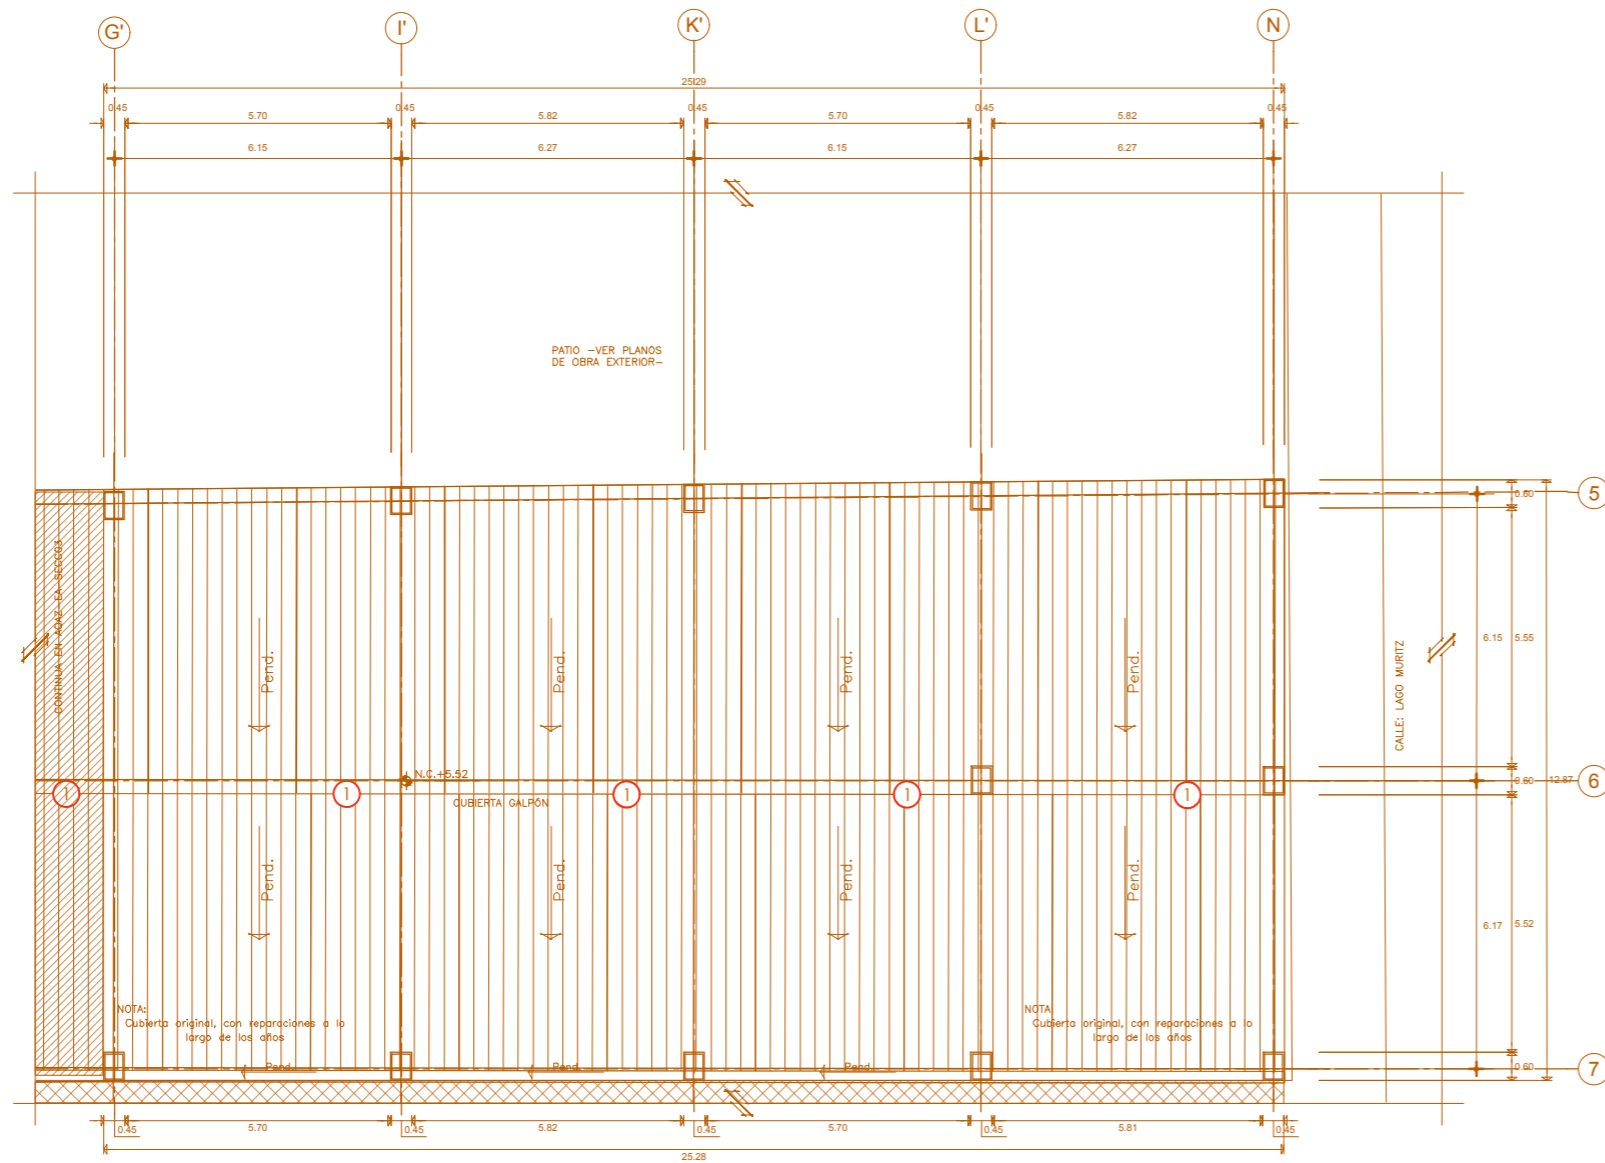 G' I' K' L' N
25.29
0.45 5.70 0.45 5.82 0.45 5.70 0.45 5.82 0.45
6.15 6.27 6.15 6.27
PATIO -VER PLANOS
DE OBRA EXTERIOR-
5
0.60
CONTINUA EN AQAZ-EA-SECC03
Pend. Pend. Pend. Pend.
CALLE: LAGO MURITZ
6.15 5.55
N.C.+5.52
0.60 12.87 6
1 1 1 1 1
CUBIERTA GALPÓN
Pend. Pend. Pend. Pend.
6.17 5.52
NOTA:
Cubierta original, con reparaciones a lo
largo de los años
NOTA:
Cubierta original, con reparaciones a lo
largo de los años
Pend. Pend. Pend.
0.60 7
0.45 5.70 0.45 5.82 0.45 5.70 0.45 5.81 0.45
25.28